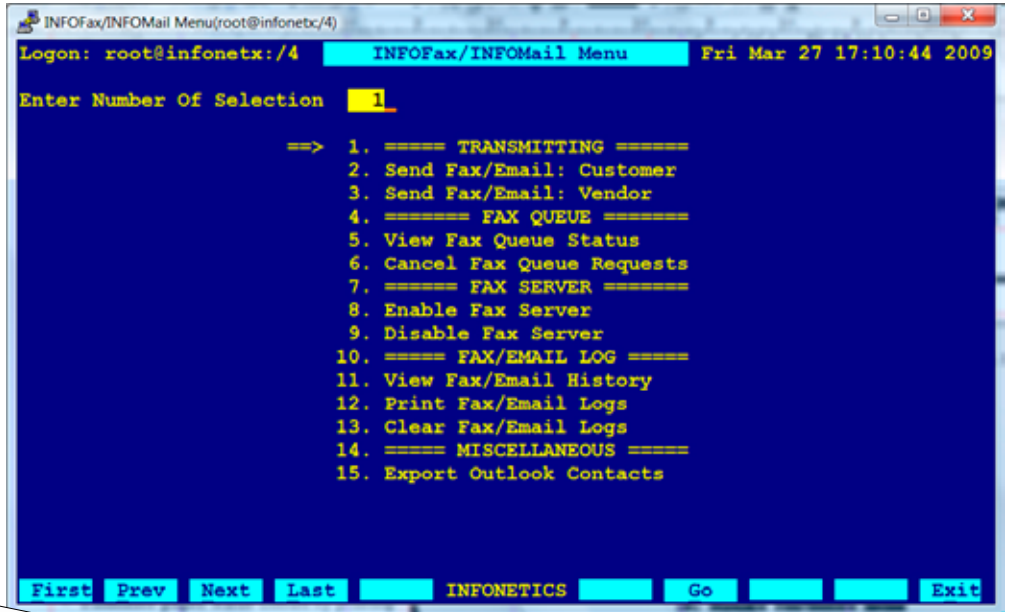 INFOFax/INFOMail Menu(root@infonetx:/4)
Logon: root@infonetx:/4 INFOFax/INFOMail Menu Fri Mar 27 17:10:44 2009
Enter Number Of Selection 1
==> 1. ===== TRANSMITTING ======
2. Send Fax/Email: Customer
3. Send Fax/Email: Vendor
4. ======= FAX QUEUE =======
5. View Fax Queue Status
6. Cancel Fax Queue Requests
7. ====== FAX SERVER =======
8. Enable Fax Server
9. Disable Fax Server
10. ===== FAX/EMAIL LOG =====
11. View Fax/Email History
12. Print Fax/Email Logs
13. Clear Fax/Email Logs
14. ===== MISCELLANEOUS =====
15. Export Outlook Contacts
First Prev Next Last INFONETICS Go Exit